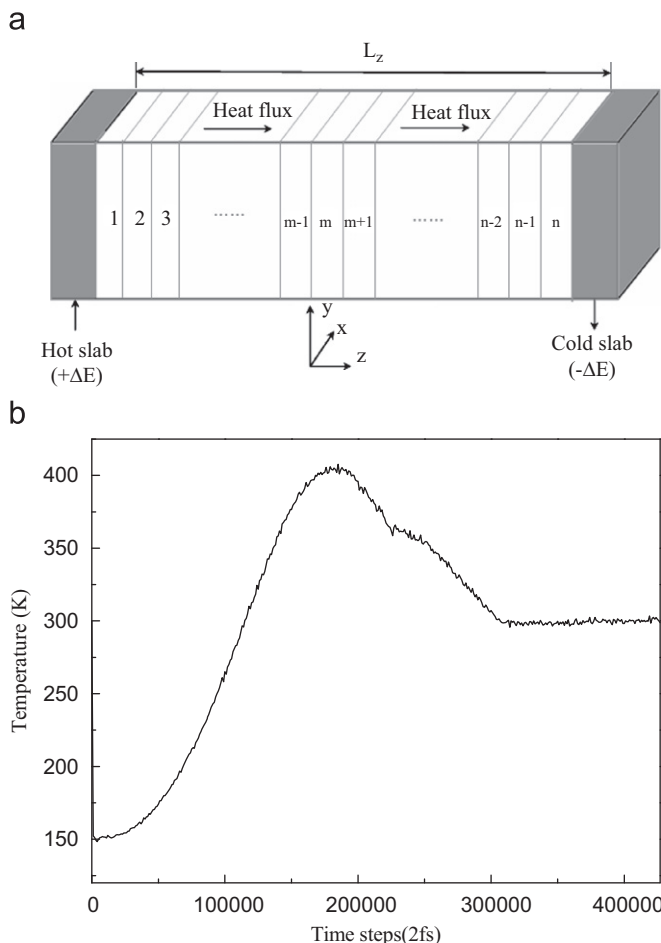 a
L_z
Heat flux Heat flux
1 2 3 ...... m-1 m m+1 ...... n-2 n-1 n
y
x
z
Hot slab
(+ΔE)
Cold slab
(-ΔE)
b
Temperature (K)
400
350
300
250
200
150
0 100000 200000 300000 400000
Time steps(2fs)